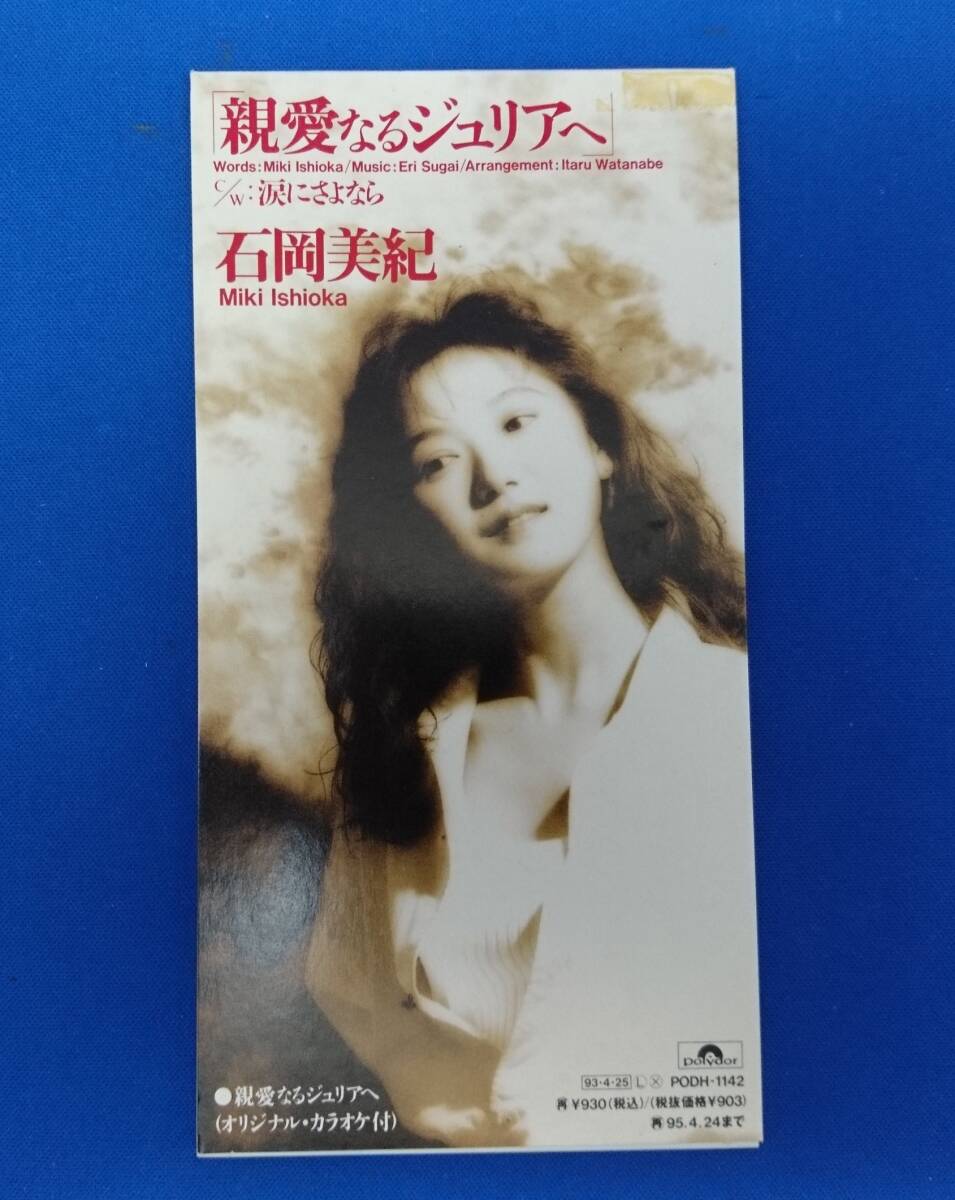 「親愛なるジュリアへ」
Words:Miki Ishioka/Music:Eri Sugai/Arrangement:Itaru Watanabe
C/W:涙にさよなら
石岡美紀
Miki Ishioka
●親愛なるジュリアへ
(オリジナル・カラオケ付)
polydor
93・4・25 L X PODH-1142
再¥930(税込)/(税抜価格¥903)
再95.4.24まで